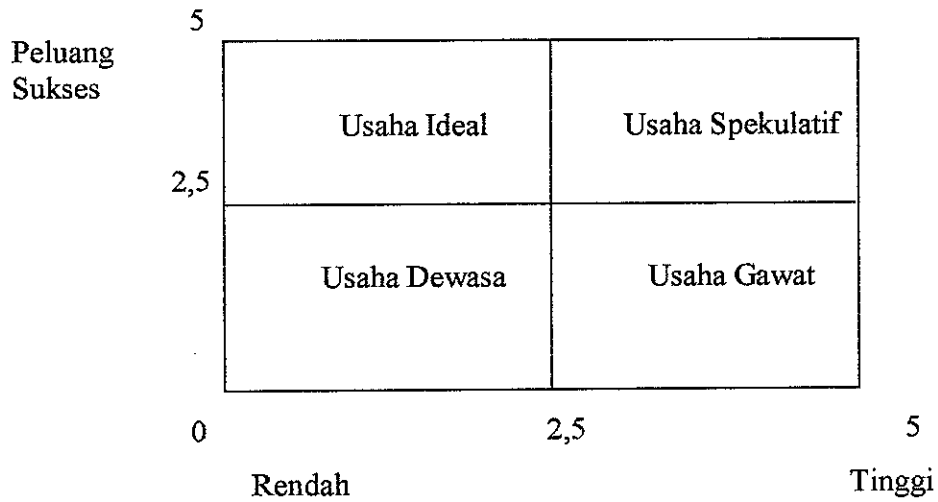 5
Peluang
Sukses
Usaha Ideal
Usaha Spekulatif
2,5
Usaha Dewasa
Usaha Gawat
0
2,5
5
Rendah
Tinggi